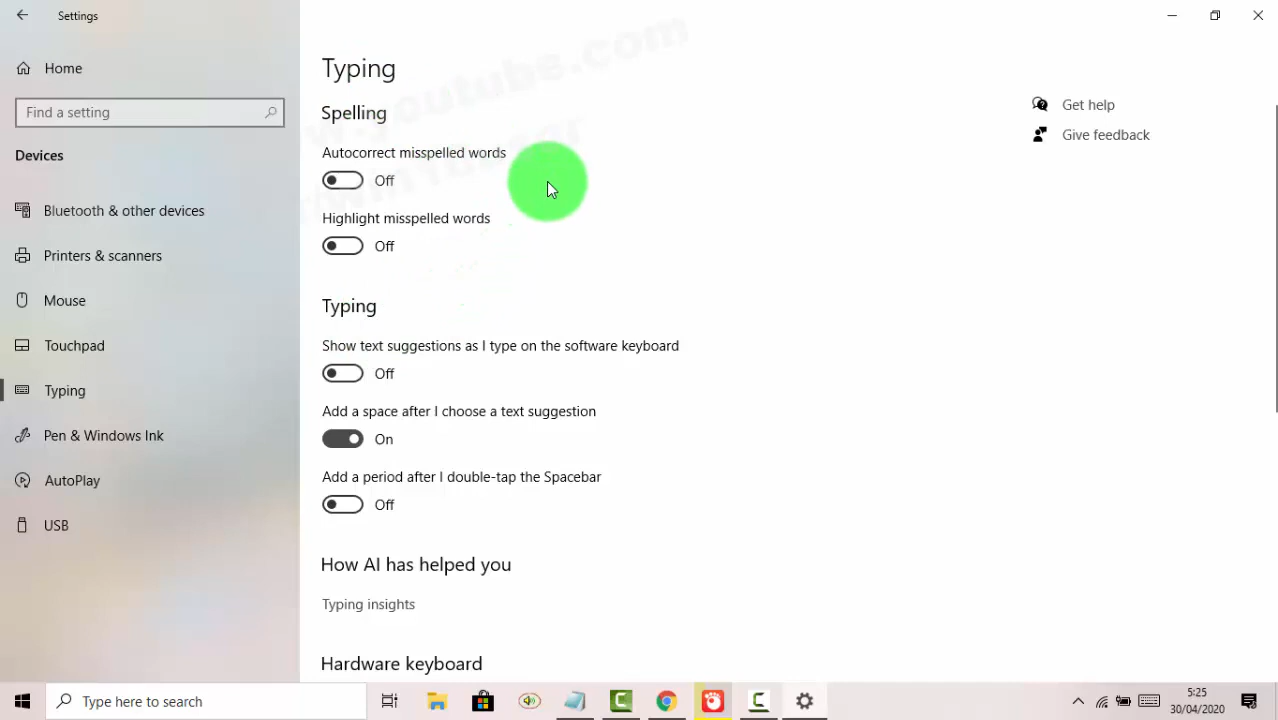 Settings
Home
Find a setting
Devices
Bluetooth & other devices
Printers & scanners
Mouse
Touchpad
Typing
Pen & Windows Ink
AutoPlay
USB
Typing
Spelling
Autocorrect misspelled words
Off
Highlight misspelled words
Off
Typing
Show text suggestions as I type on the software keyboard
Off
Add a space after I choose a text suggestion
On
Add a period after I double-tap the Spacebar
Off
How AI has helped you
Typing insights
Hardware keyboard
Get help
Give feedback
Type here to search
5:25
30/04/2020